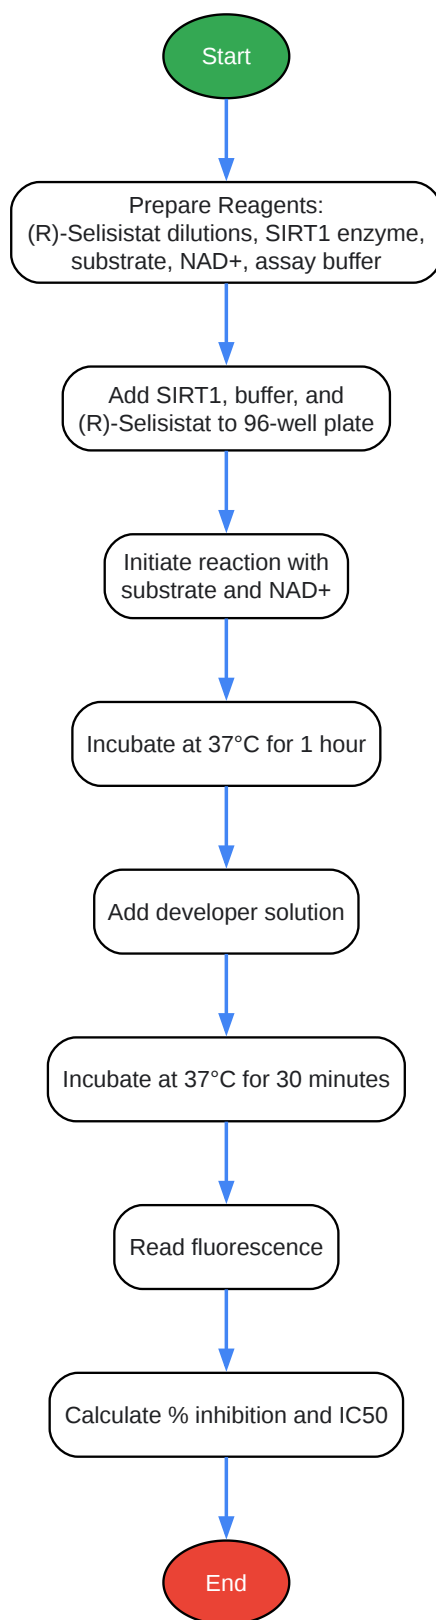 Start
Prepare Reagents:
(R)-Selisistat dilutions, SIRT1 enzyme,
substrate, NAD+, assay buffer
Add SIRT1, buffer, and
(R)-Selisistat to 96-well plate
Initiate reaction with
substrate and NAD+
Incubate at 37°C for 1 hour
Add developer solution
Incubate at 37°C for 30 minutes
Read fluorescence
Calculate % inhibition and IC50
End